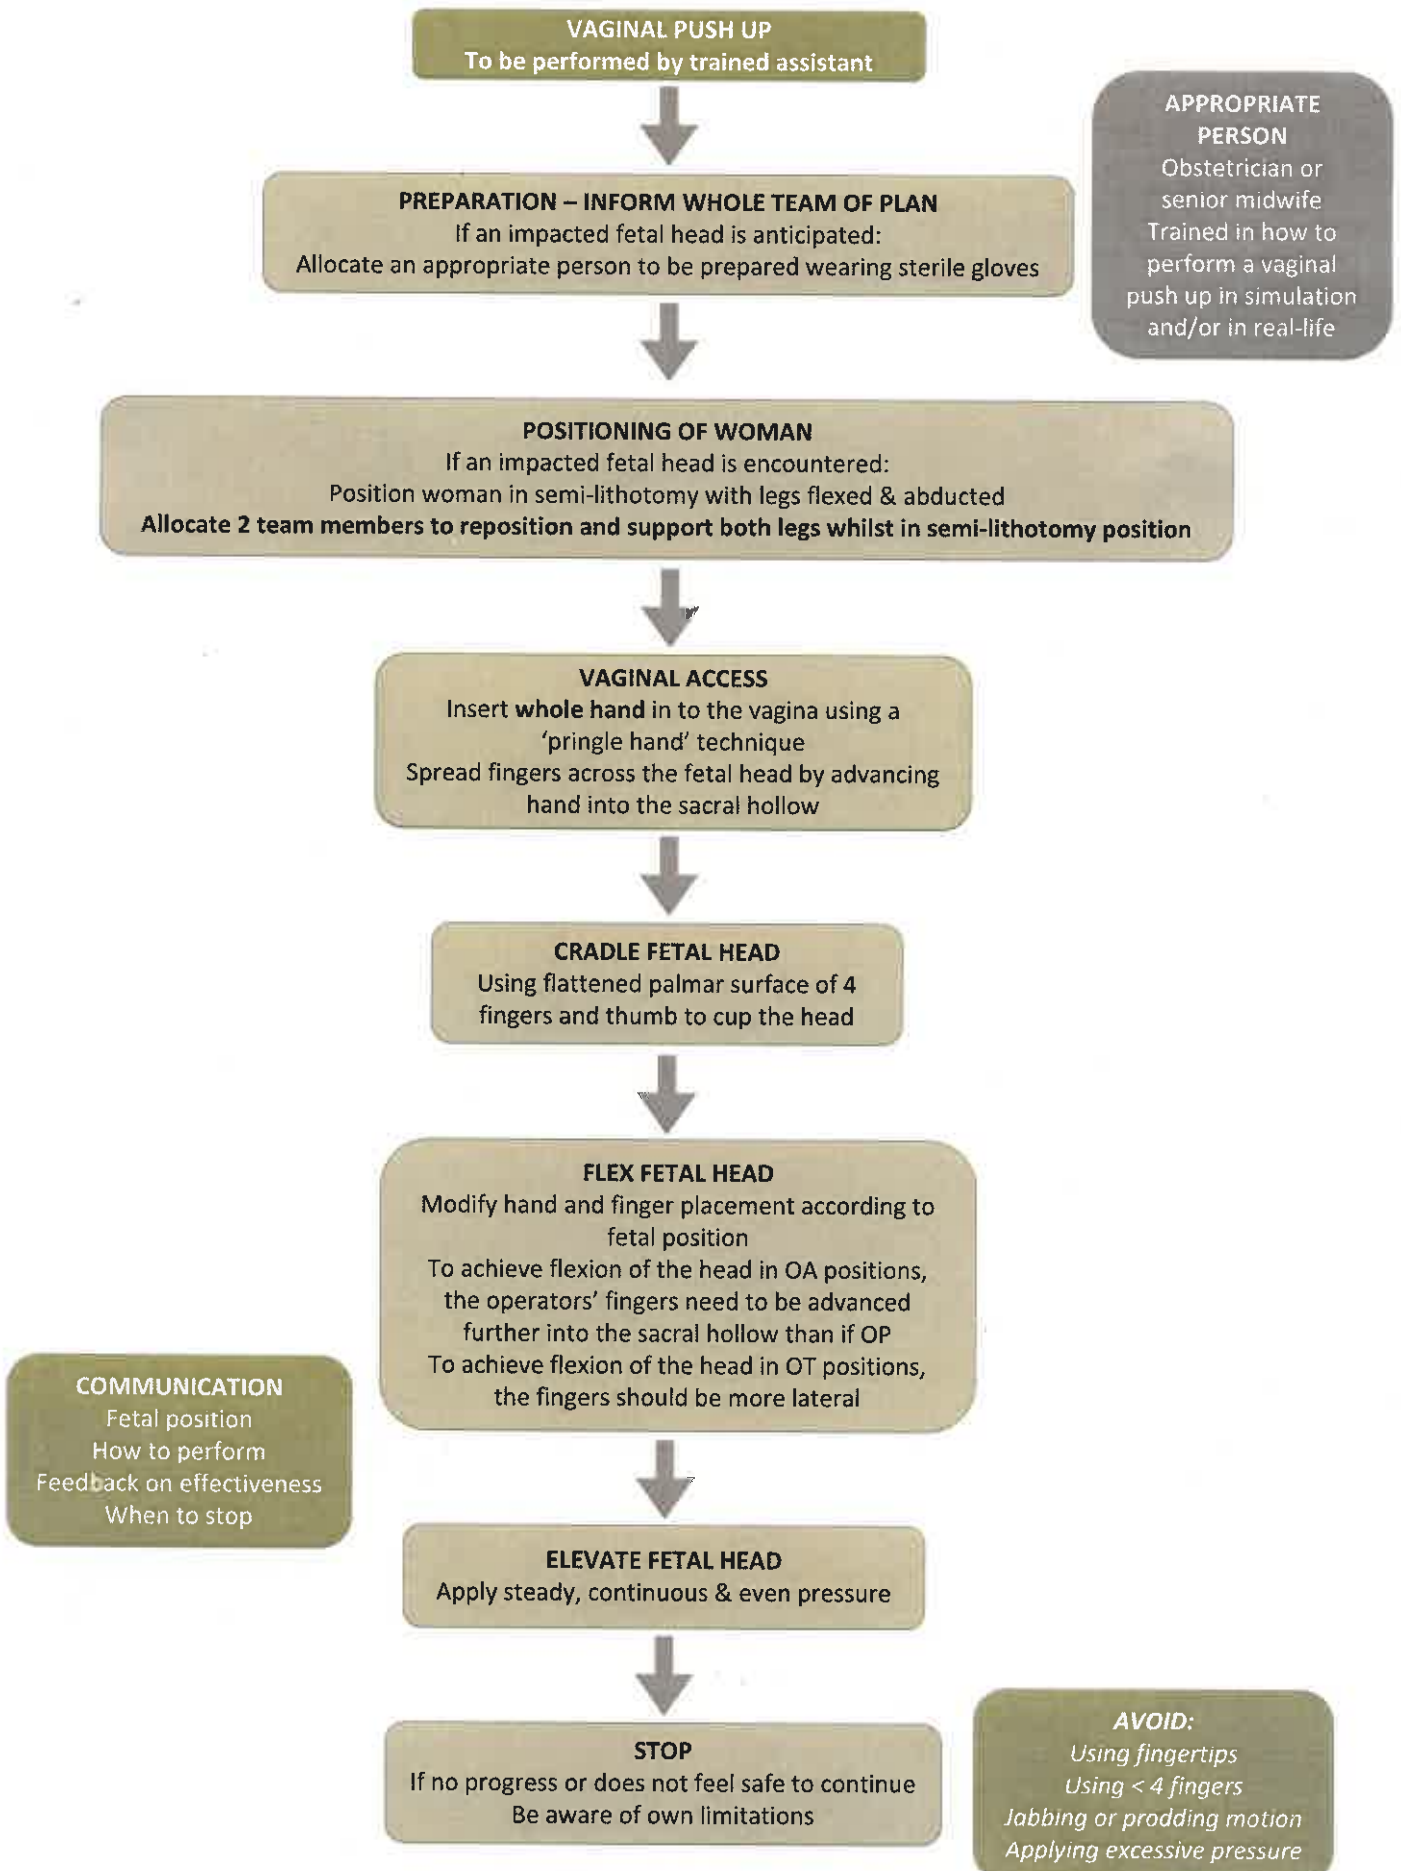 VAGINAL PUSH UP
To be performed by trained assistant
APPROPRIATE
PERSON
Obstetrician or
senior midwife
Trained in how to
perform a vaginal
push up in simulation
and/or in real-life
PREPARATION – INFORM WHOLE TEAM OF PLAN
If an impacted fetal head is anticipated:
Allocate an appropriate person to be prepared wearing sterile gloves
POSITIONING OF WOMAN
If an impacted fetal head is encountered:
Position woman in semi-lithotomy with legs flexed & abducted
Allocate 2 team members to reposition and support both legs whilst in semi-lithotomy position
VAGINAL ACCESS
Insert whole hand in to the vagina using a
‘pringle hand’ technique
Spread fingers across the fetal head by advancing
hand into the sacral hollow
CRADLE FETAL HEAD
Using flattened palmar surface of 4
fingers and thumb to cup the head
FLEX FETAL HEAD
Modify hand and finger placement according to
fetal position
To achieve flexion of the head in OA positions,
the operators’ fingers need to be advanced
further into the sacral hollow than if OP
To achieve flexion of the head in OT positions,
the fingers should be more lateral
COMMUNICATION
Fetal position
How to perform
Feedback on effectiveness
When to stop
ELEVATE FETAL HEAD
Apply steady, continuous & even pressure
STOP
If no progress or does not feel safe to continue
Be aware of own limitations
AVOID:
Using fingertips
Using < 4 fingers
Jabbing or prodding motion
Applying excessive pressure